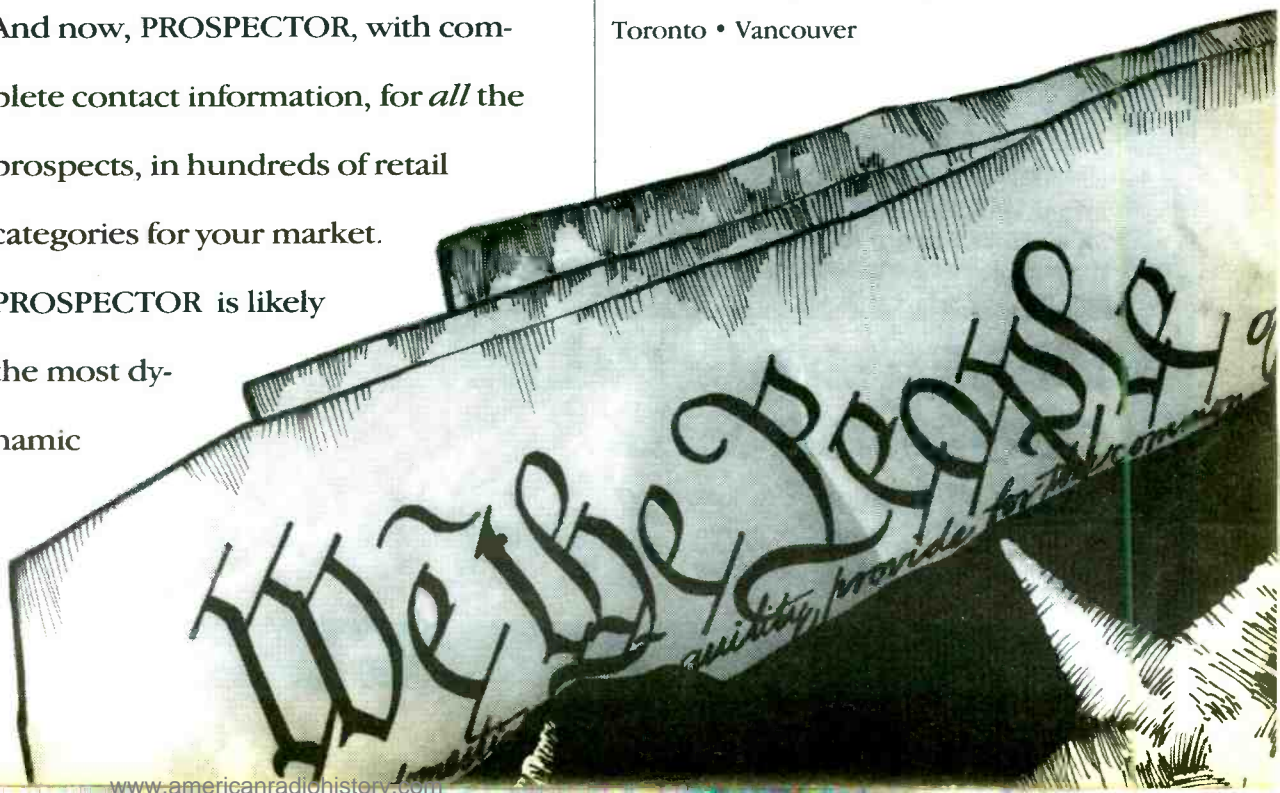 And now, PROSPECTOR, with com-
plete contact information, for all the
prospects, in hundreds of retail
categories for your market.
PROSPECTOR is likely
the most dy-
namic
Toronto • Vancouver
We the People
quility, provide for the common
domestic
www.americanradiohistory.com